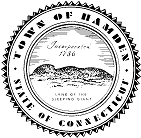 TOWN OF HAMDEN
Incorporated
1786
LAND OF THE
SLEEPING GIANT
STATE OF CONNECTICUT